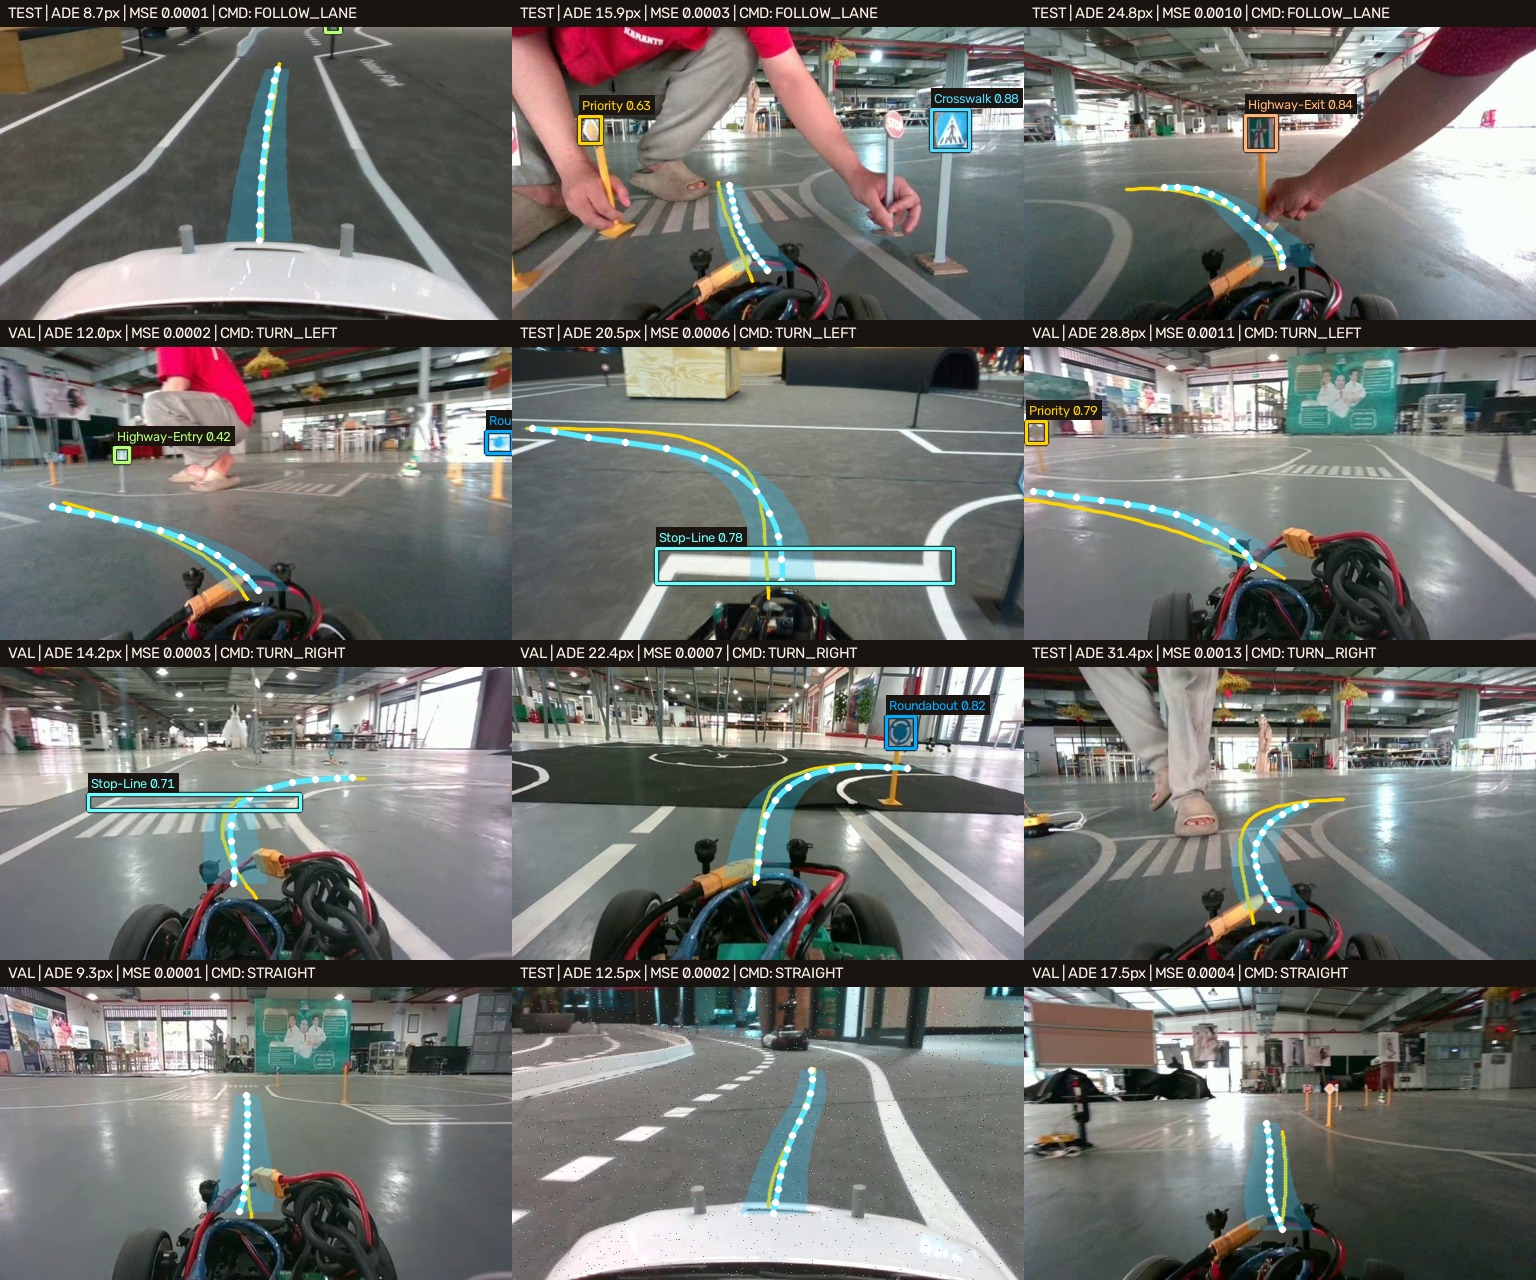 TEST | ADE 8.7px | MSE 0.0001 | CMD: FOLLOW_LANE
TEST | ADE 15.9px | MSE 0.0003 | CMD: FOLLOW_LANE
TEST | ADE 24.8px | MSE 0.0010 | CMD: FOLLOW_LANE
Priority 0.63
Crosswalk 0.88
Highway-Exit 0.84
VAL | ADE 12.0px | MSE 0.0002 | CMD: TURN_LEFT
TEST | ADE 20.5px | MSE 0.0006 | CMD: TURN_LEFT
VAL | ADE 28.8px | MSE 0.0011 | CMD: TURN_LEFT
Highway-Entry 0.42
Rou
Stop-Line 0.78
Priority 0.79
VAL | ADE 14.2px | MSE 0.0003 | CMD: TURN_RIGHT
VAL | ADE 22.4px | MSE 0.0007 | CMD: TURN_RIGHT
TEST | ADE 31.4px | MSE 0.0013 | CMD: TURN_RIGHT
Stop-Line 0.71
Roundabout 0.82
VAL | ADE 9.3px | MSE 0.0001 | CMD: STRAIGHT
TEST | ADE 12.5px | MSE 0.0002 | CMD: STRAIGHT
VAL | ADE 17.5px | MSE 0.0004 | CMD: STRAIGHT